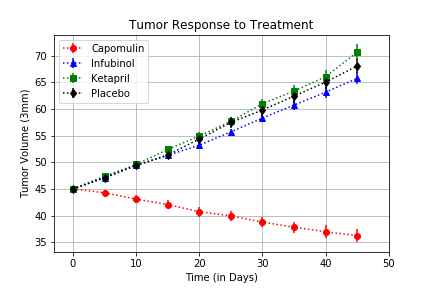 Tumor Response to Treatment
Capomulin
Infubinol
Ketapril
Placebo
70
65
60
55
50
45
40
35
Tumor Volume (3mm)
0 10 20 30 40 50
Time (in Days)